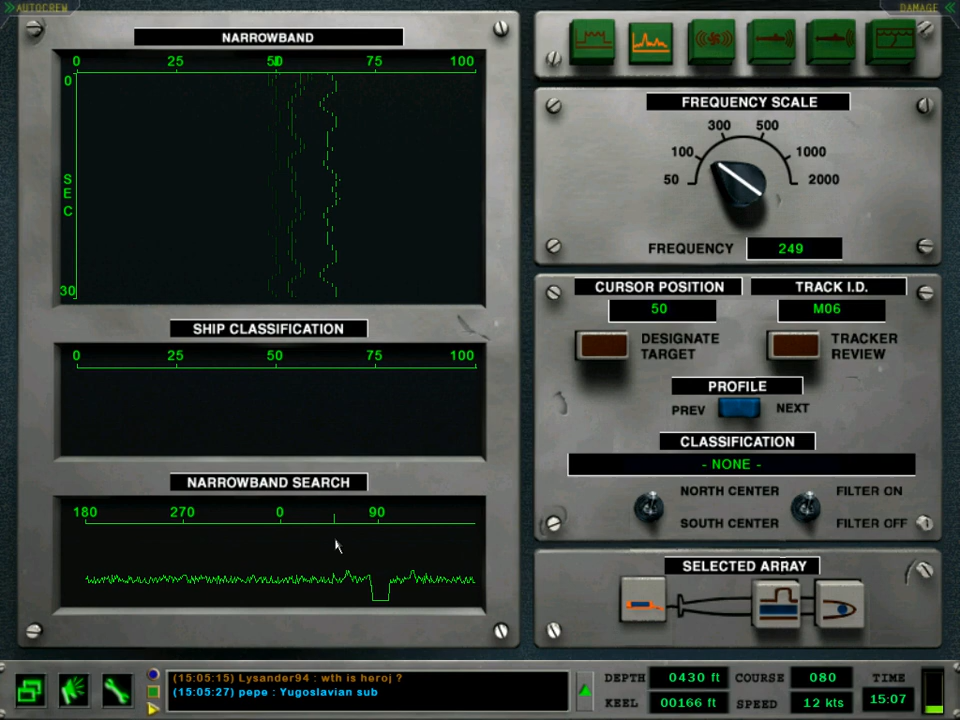 AUTOCREW
DAMAGE
NARROWBAND
0 25 50 75 100
0
SEC
30
SHIP CLASSIFICATION
0 25 50 75 100
NARROWBAND SEARCH
180 270 0 90
FREQUENCY SCALE
50 100 300 500 1000 2000
FREQUENCY 249
CURSOR POSITION
50
TRACK I.D.
M06
DESIGNATE TARGET
TRACKER REVIEW
PROFILE
PREV NEXT
CLASSIFICATION
- NONE -
NORTH CENTER
SOUTH CENTER
FILTER ON
FILTER OFF
SELECTED ARRAY
(15:05:15) Lysander94 : wth is heroj ?
(15:05:27) pepe : Yugoslavian sub
DEPTH 0430 ft COURSE 080 TIME
KEEL 00166 ft SPEED 12 kts 15:07